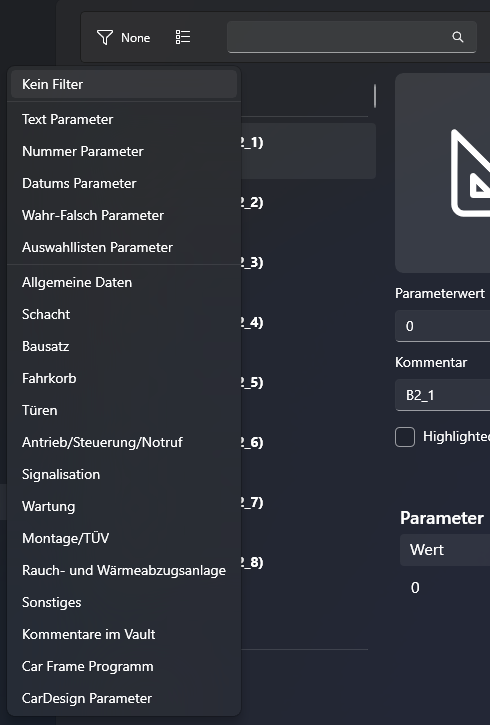 None
Kein Filter
Text Parameter
Nummer Parameter
Datums Parameter
Wahr-Falsch Parameter
Auswahllisten Parameter
Allgemeine Daten
Schacht
Bausatz
Fahrkorb
Türen
Antrieb/Steuerung/Notruf
Signalisation
Wartung
Montage/TÜV
Rauch- und Wärmeabzugsanlage
Sonstiges
Kommentare im Vault
Car Frame Programm
CarDesign Parameter
2_1)
2_2)
2_3)
2_4)
2_5)
2_6)
2_7)
2_8)
Parameterwert
0
Kommentar
B2_1
Highlighted
Parameter
Wert
0